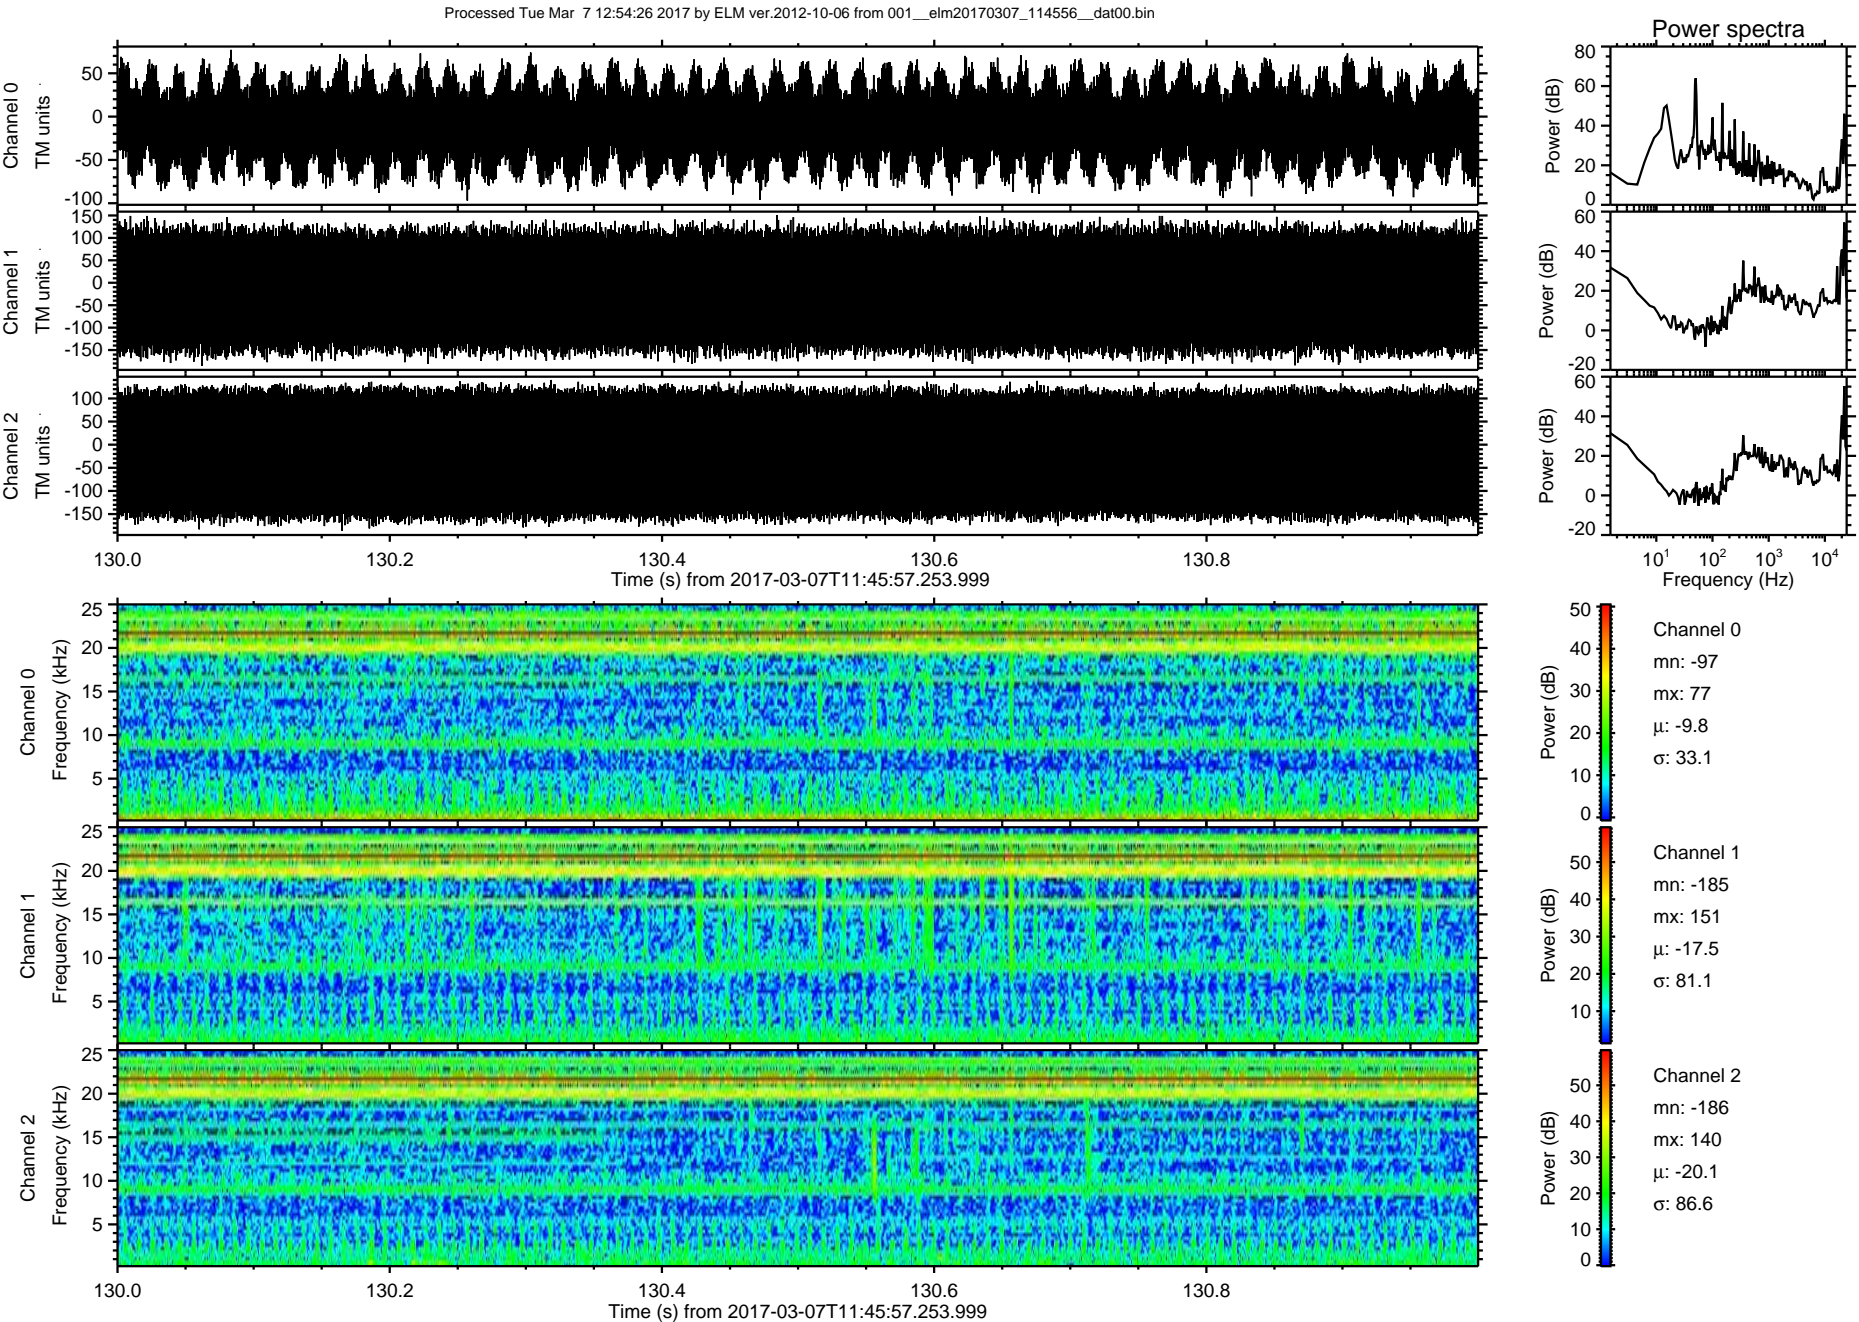 Processed Tue Mar  7 12:54:26 2017 by ELM ver.2012-10-06 from 001__elm20170307_114556__dat00.bin
Power spectra
Channel 0
TM units
50
0
-50
-100
Power (dB)
80
60
40
20
0
Channel 1
TM units
150
100
50
0
-50
-100
-150
Power (dB)
60
40
20
0
-20
Channel 2
TM units
100
50
0
-50
-100
-150
Power (dB)
60
40
20
0
-20
130.0 130.2 130.4 130.6 130.8
Time (s) from 2017-03-07T11:45:57.253.999
10^1 10^2 10^3 10^4
Frequency (Hz)
Channel 0
Frequency (kHz)
25
20
15
10
5
Power (dB)
50
40
30
20
10
0
Channel 0
mn: -97
mx: 77
μ: -9.8
σ: 33.1
Channel 1
Frequency (kHz)
25
20
15
10
5
Power (dB)
50
40
30
20
10
Channel 1
mn: -185
mx: 151
μ: -17.5
σ: 81.1
Channel 2
Frequency (kHz)
25
20
15
10
5
Power (dB)
50
40
30
20
10
0
Channel 2
mn: -186
mx: 140
μ: -20.1
σ: 86.6
130.0 130.2 130.4 130.6 130.8
Time (s) from 2017-03-07T11:45:57.253.999